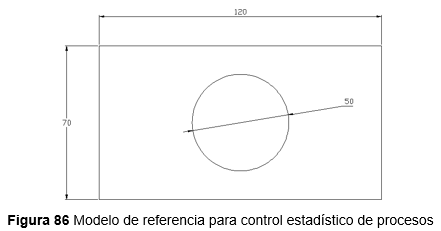 120
70
50
Figura 86 Modelo de referencia para control estadístico de procesos